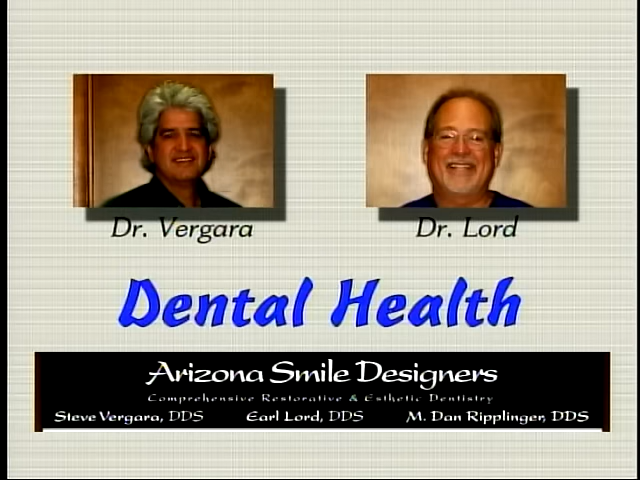 Dr. Vergara Dr. Lord
Dental Health
Arizona Smile Designers
Comprehensive Restorative & Esthetic Dentistry
Steve Vergara, DDS Earl Lord, DDS M. Dan Ripplinger, DDS